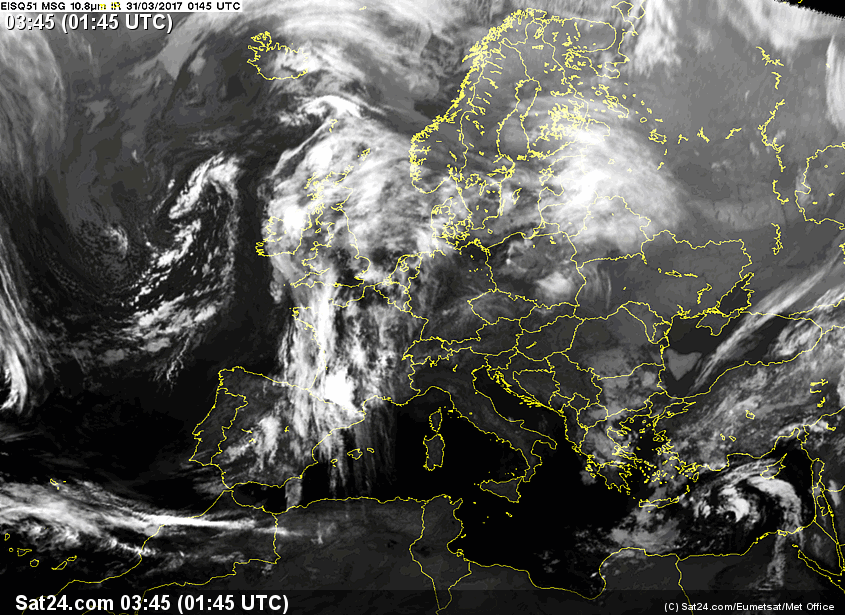 EISQ51 MSG 10.8µm IR 31/03/2017 0145 UTC
03:45 (01:45 UTC)
Sat24.com 03:45 (01:45 UTC)
(C) Sat24.com/Eumetsat/Met Office